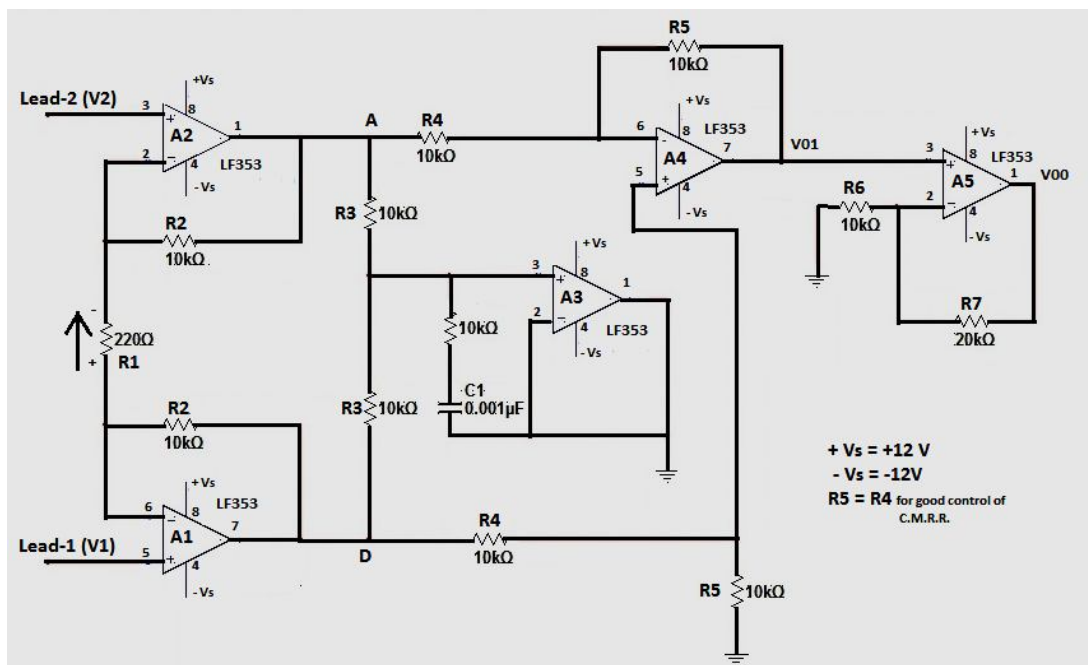 R5
10kΩ
+Vs
Lead-2 (V2)
3
8
+
A2
1
2
−
4
LF353
- Vs
A
R4
10kΩ
+Vs
6
8
LF353
-
A4
7
5
+
4
- Vs
V01
+Vs
3
8
LF353
+
A5
1
V00
2
−
4
- Vs
R6
10kΩ
R7
20kΩ
R2
10kΩ
R3
10kΩ
+Vs
3
8
+
A3
1
2
−
4
LF353
- Vs
10kΩ
C1
0.001µF
-
220Ω
+
R1
R3
10kΩ
R2
10kΩ
+Vs
LF353
6
8
−
A1
7
5
+
4
- Vs
Lead-1 (V1)
D
R4
10kΩ
R5
10kΩ
+ Vs = +12 V
- Vs = -12V
R5 = R4 for good control of
C.M.R.R.